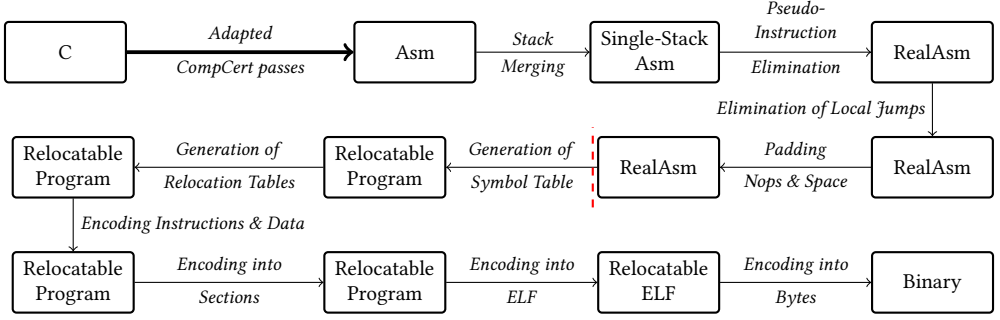 C
Adapted
CompCert passes
Asm
Stack
Merging
Single-Stack
Asm
Pseudo-
Instruction
Elimination
RealAsm
Elimination of Local Jumps
RealAsm
Padding
Nops & Space
RealAsm
Generation of
Symbol Table
Relocatable
Program
Generation of
Relocation Tables
Relocatable
Program
Encoding Instructions & Data
Relocatable
Program
Encoding into
Sections
Relocatable
Program
Encoding into
ELF
Relocatable
ELF
Encoding into
Bytes
Binary